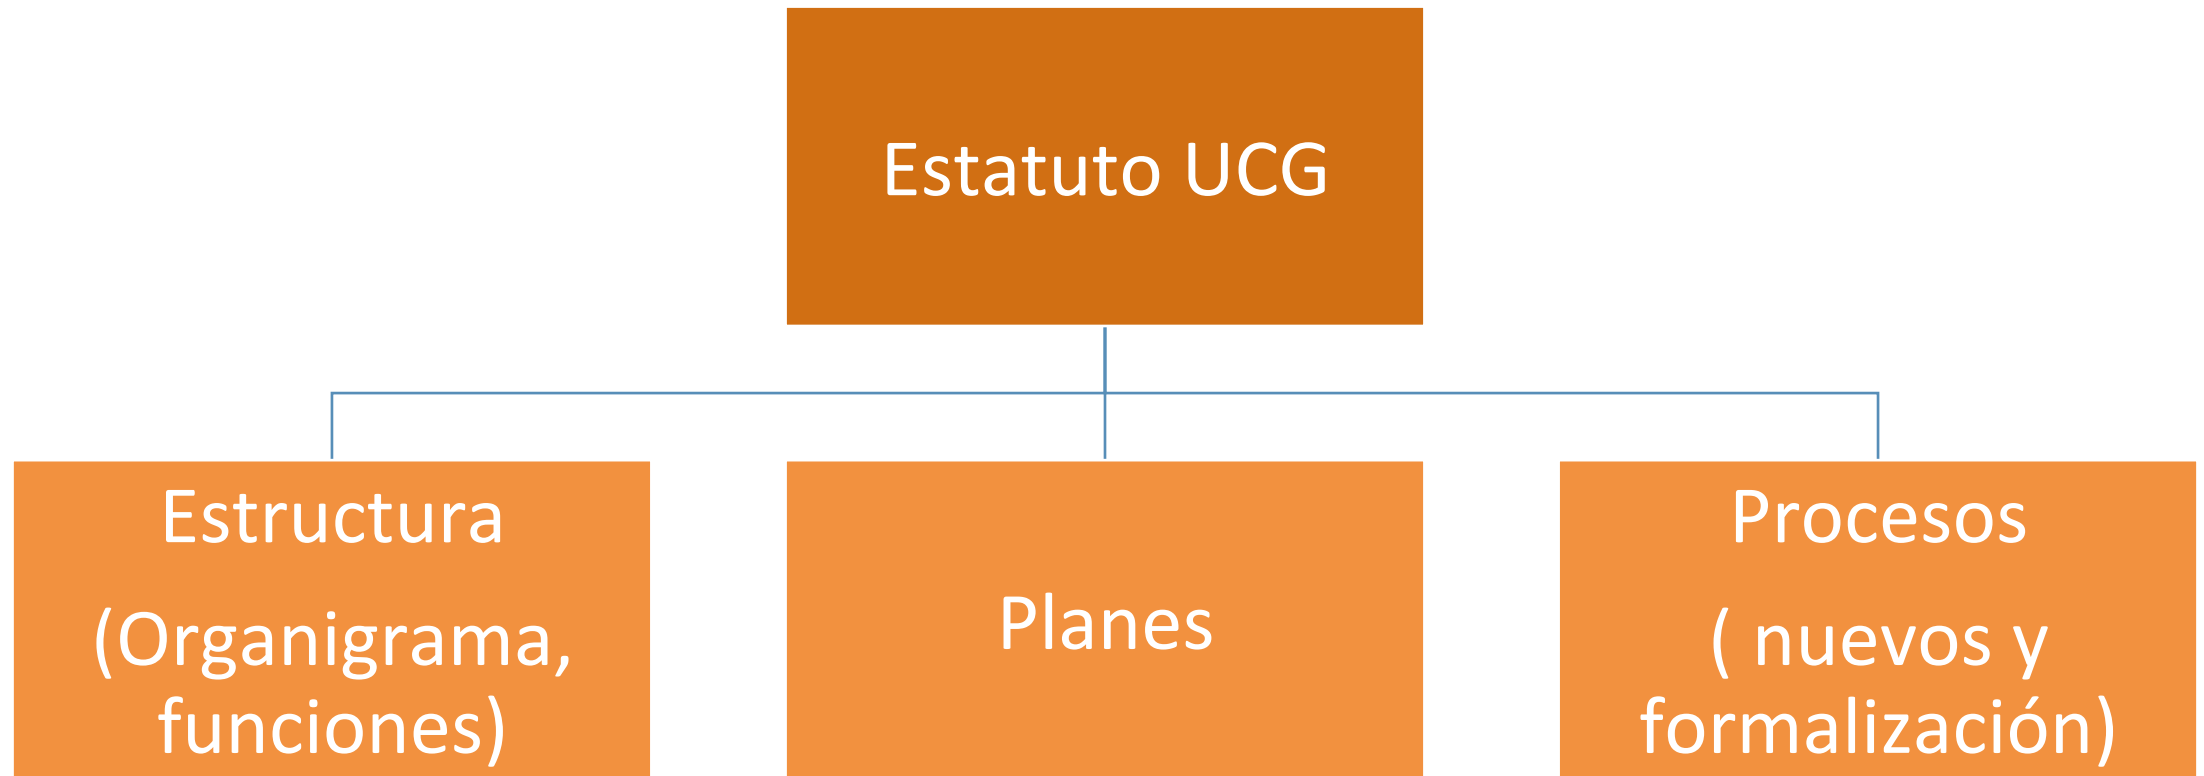 Estatuto UCG
Estructura
(Organigrama,
funciones)
Planes
Procesos
( nuevos y
formalización)